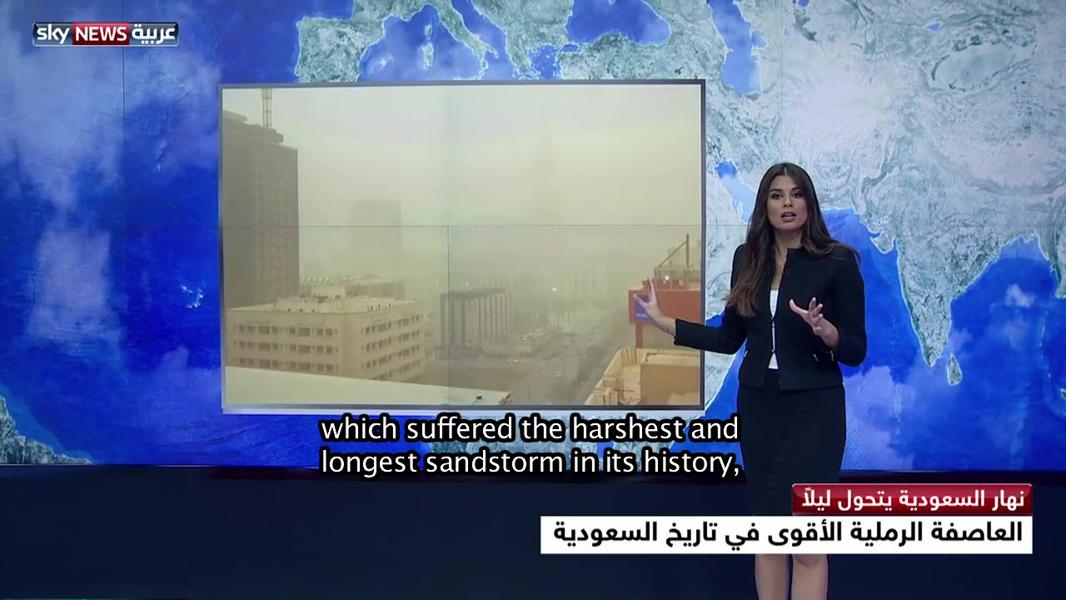 sky NEWS عربية
which suffered the harshest and
longest sandstorm in its history,
نهار السعودية يتحول ليلاً
العاصفة الرملية الأقوى في تاريخ السعودية